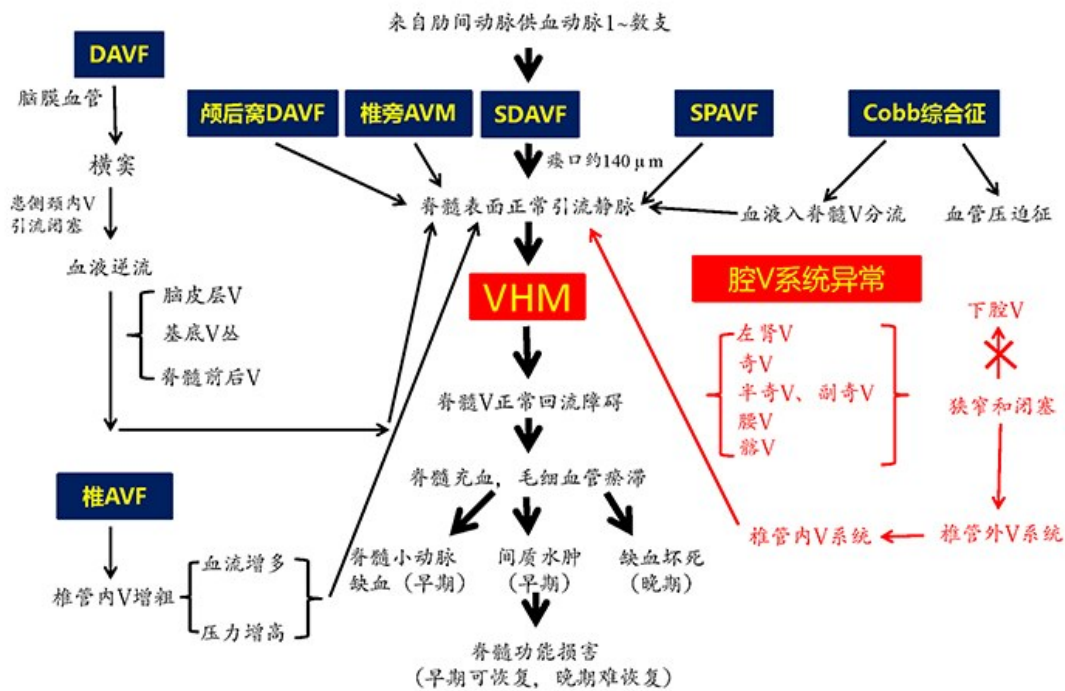 来自肋间动脉供血动脉1~数支
DAVF
脑膜血管
横窦
患侧颈内V
引流闭塞
血液逆流
脑皮层V
基底V丛
脊髓前后V
颅后窝DAVF
椎旁AVM
SDAVF
SPAVF
Cobb综合征
瘘口约140μm
脊髓表面正常引流静脉
血液入脊髓V分流
血管压迫征
VHM
脊髓V正常回流障碍
脊髓充血，毛细血管瘀滞
脊髓小动脉
缺血（早期）
间质水肿
(早期)
缺血坏死
(晚期)
脊髓功能损害
(早期可恢复，晚期难恢复)
椎AVF
椎管内V增粗
血流增多
压力增高
腔V系统异常
左肾V
奇V
半奇V、副奇V
腰V
髂V
下腔V
狭窄和闭塞
椎管外V系统
椎管内V系统